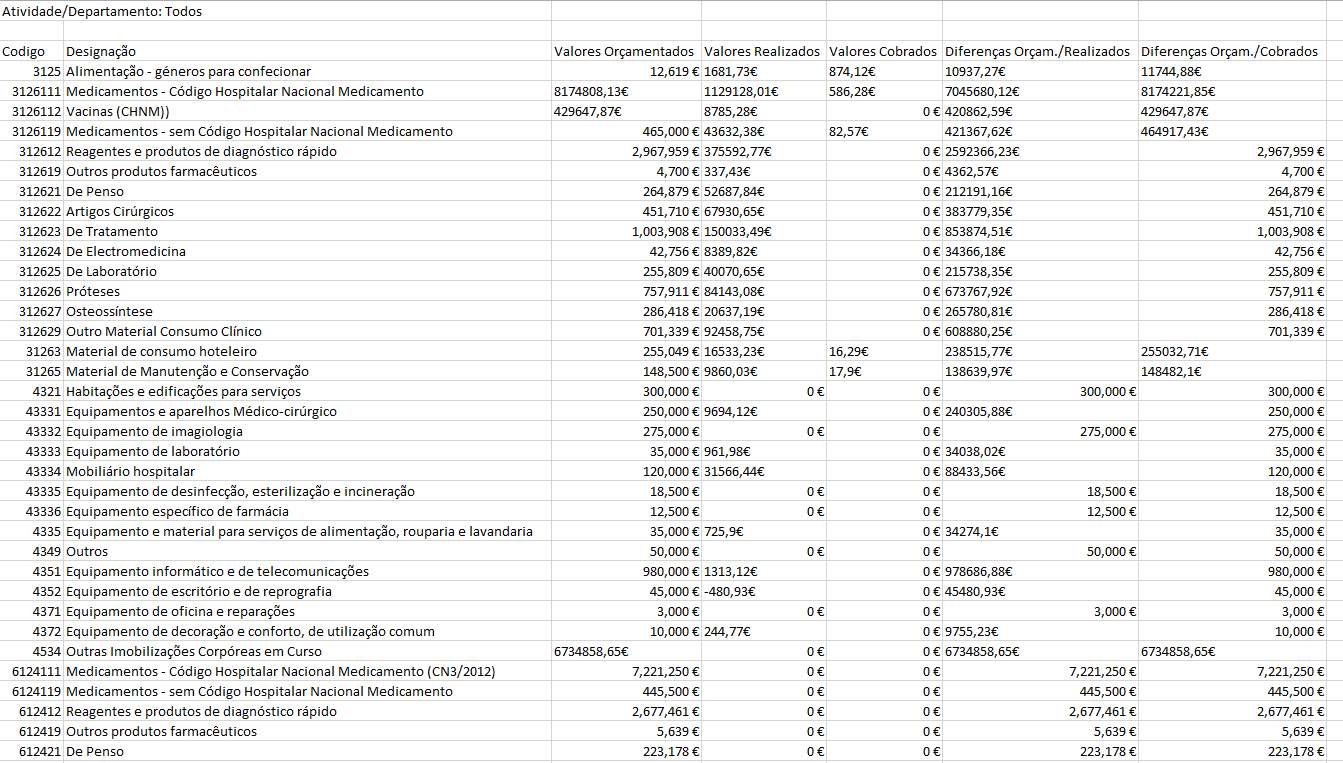 Atividade/Departamento: Todos
Codigo Designação Valores Orçamentados Valores Realizados Valores Cobrados Diferenças Orçam./Realizados Diferenças Orçam./Cobrados
3125 Alimentação - géneros para confecionar 12,619 € 1681,73€ 874,12€ 10937,27€ 11744,88€
3126111 Medicamentos - Código Hospitalar Nacional Medicamento 8174808,13€ 1129128,01€ 586,28€ 7045680,12€ 8174221,85€
3126112 Vacinas (CHNM)) 429647,87€ 8785,28€ 0 € 420862,59€ 429647,87€
3126119 Medicamentos - sem Código Hospitalar Nacional Medicamento 465,000 € 43632,38€ 82,57€ 421367,62€ 464917,43€
312612 Reagentes e produtos de diagnóstico rápido 2,967,959 € 375592,77€ 0 € 2592366,23€ 2,967,959 €
312619 Outros produtos farmacêuticos 4,700 € 337,43€ 0 € 4362,57€ 4,700 €
312621 De Penso 264,879 € 52687,84€ 0 € 212191,16€ 264,879 €
312622 Artigos Cirúrgicos 451,710 € 67930,65€ 0 € 383779,35€ 451,710 €
312623 De Tratamento 1,003,908 € 150033,49€ 0 € 853874,51€ 1,003,908 €
312624 De Electromedicina 42,756 € 8389,82€ 0 € 34366,18€ 42,756 €
312625 De Laboratório 255,809 € 40070,65€ 0 € 215738,35€ 255,809 €
312626 Próteses 757,911 € 84143,08€ 0 € 673767,92€ 757,911 €
312627 Osteossíntese 286,418 € 20637,19€ 0 € 265780,81€ 286,418 €
312629 Outro Material Consumo Clínico 701,339 € 92458,75€ 0 € 608880,25€ 701,339 €
31263 Material de consumo hoteleiro 255,049 € 16533,23€ 16,29€ 238515,77€ 255032,71€
31265 Material de Manutenção e Conservação 148,500 € 9860,03€ 17,9€ 138639,97€ 148482,1€
4321 Habitações e edificações para serviços 300,000 € 0 € 0 € 300,000 € 300,000 €
43331 Equipamentos e aparelhos Médico-cirúrgico 250,000 € 9694,12€ 0 € 240305,88€ 250,000 €
43332 Equipamento de imagiologia 275,000 € 0 € 0 € 275,000 € 275,000 €
43333 Equipamento de laboratório 35,000 € 961,98€ 0 € 34038,02€ 35,000 €
43334 Mobiliário hospitalar 120,000 € 31566,44€ 0 € 88433,56€ 120,000 €
43335 Equipamento de desinfecção, esterilização e incineração 18,500 € 0 € 0 € 18,500 € 18,500 €
43336 Equipamento específico de farmácia 12,500 € 0 € 0 € 12,500 € 12,500 €
4335 Equipamento e material para serviços de alimentação, rouparia e lavandaria 35,000 € 725,9€ 0 € 34274,1€ 35,000 €
4349 Outros 50,000 € 0 € 0 € 50,000 € 50,000 €
4351 Equipamento informático e de telecomunicações 980,000 € 1313,12€ 0 € 978686,88€ 980,000 €
4352 Equipamento de escritório e de reprografia 45,000 € -480,93€ 0 € 45480,93€ 45,000 €
4371 Equipamento de oficina e reparações 3,000 € 0 € 0 € 3,000 € 3,000 €
4372 Equipamento de decoração e conforto, de utilização comum 10,000 € 244,77€ 0 € 9755,23€ 10,000 €
4534 Outras Imobilizações Corpóreas em Curso 6734858,65€ 0 € 0 € 6734858,65€ 6734858,65€
6124111 Medicamentos - Código Hospitalar Nacional Medicamento (CN3/2012) 7,221,250 € 0 € 0 € 7,221,250 € 7,221,250 €
6124119 Medicamentos - sem Código Hospitalar Nacional Medicamento 445,500 € 0 € 0 € 445,500 € 445,500 €
612412 Reagentes e produtos de diagnóstico rápido 2,677,461 € 0 € 0 € 2,677,461 € 2,677,461 €
612419 Outros produtos farmacêuticos 5,639 € 0 € 0 € 5,639 € 5,639 €
612421 De Penso 223,178 € 0 € 0 € 223,178 € 223,178 €